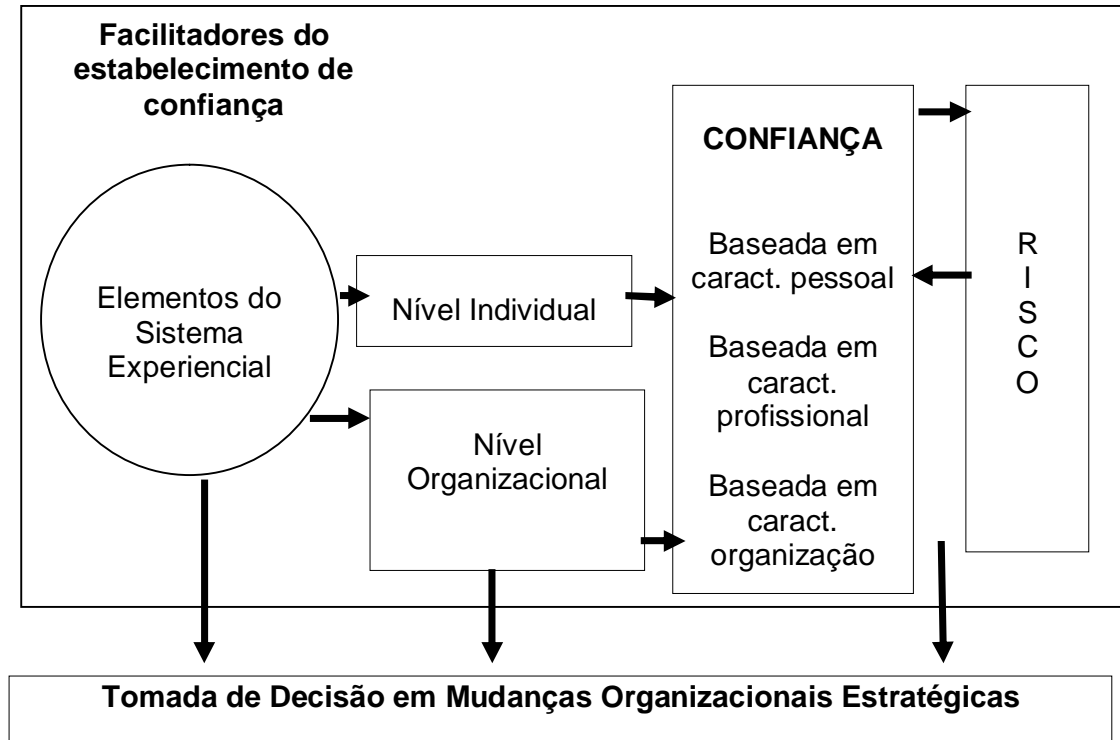 Facilitadores do
estabelecimento de
confiança
Elementos do
Sistema
Experiencial
Nível Individual
Nível
Organizacional
CONFIANÇA
Baseada em
caract. pessoal
Baseada em
caract.
profissional
Baseada em
caract.
organização
R
I
S
C
O
Tomada de Decisão em Mudanças Organizacionais Estratégicas